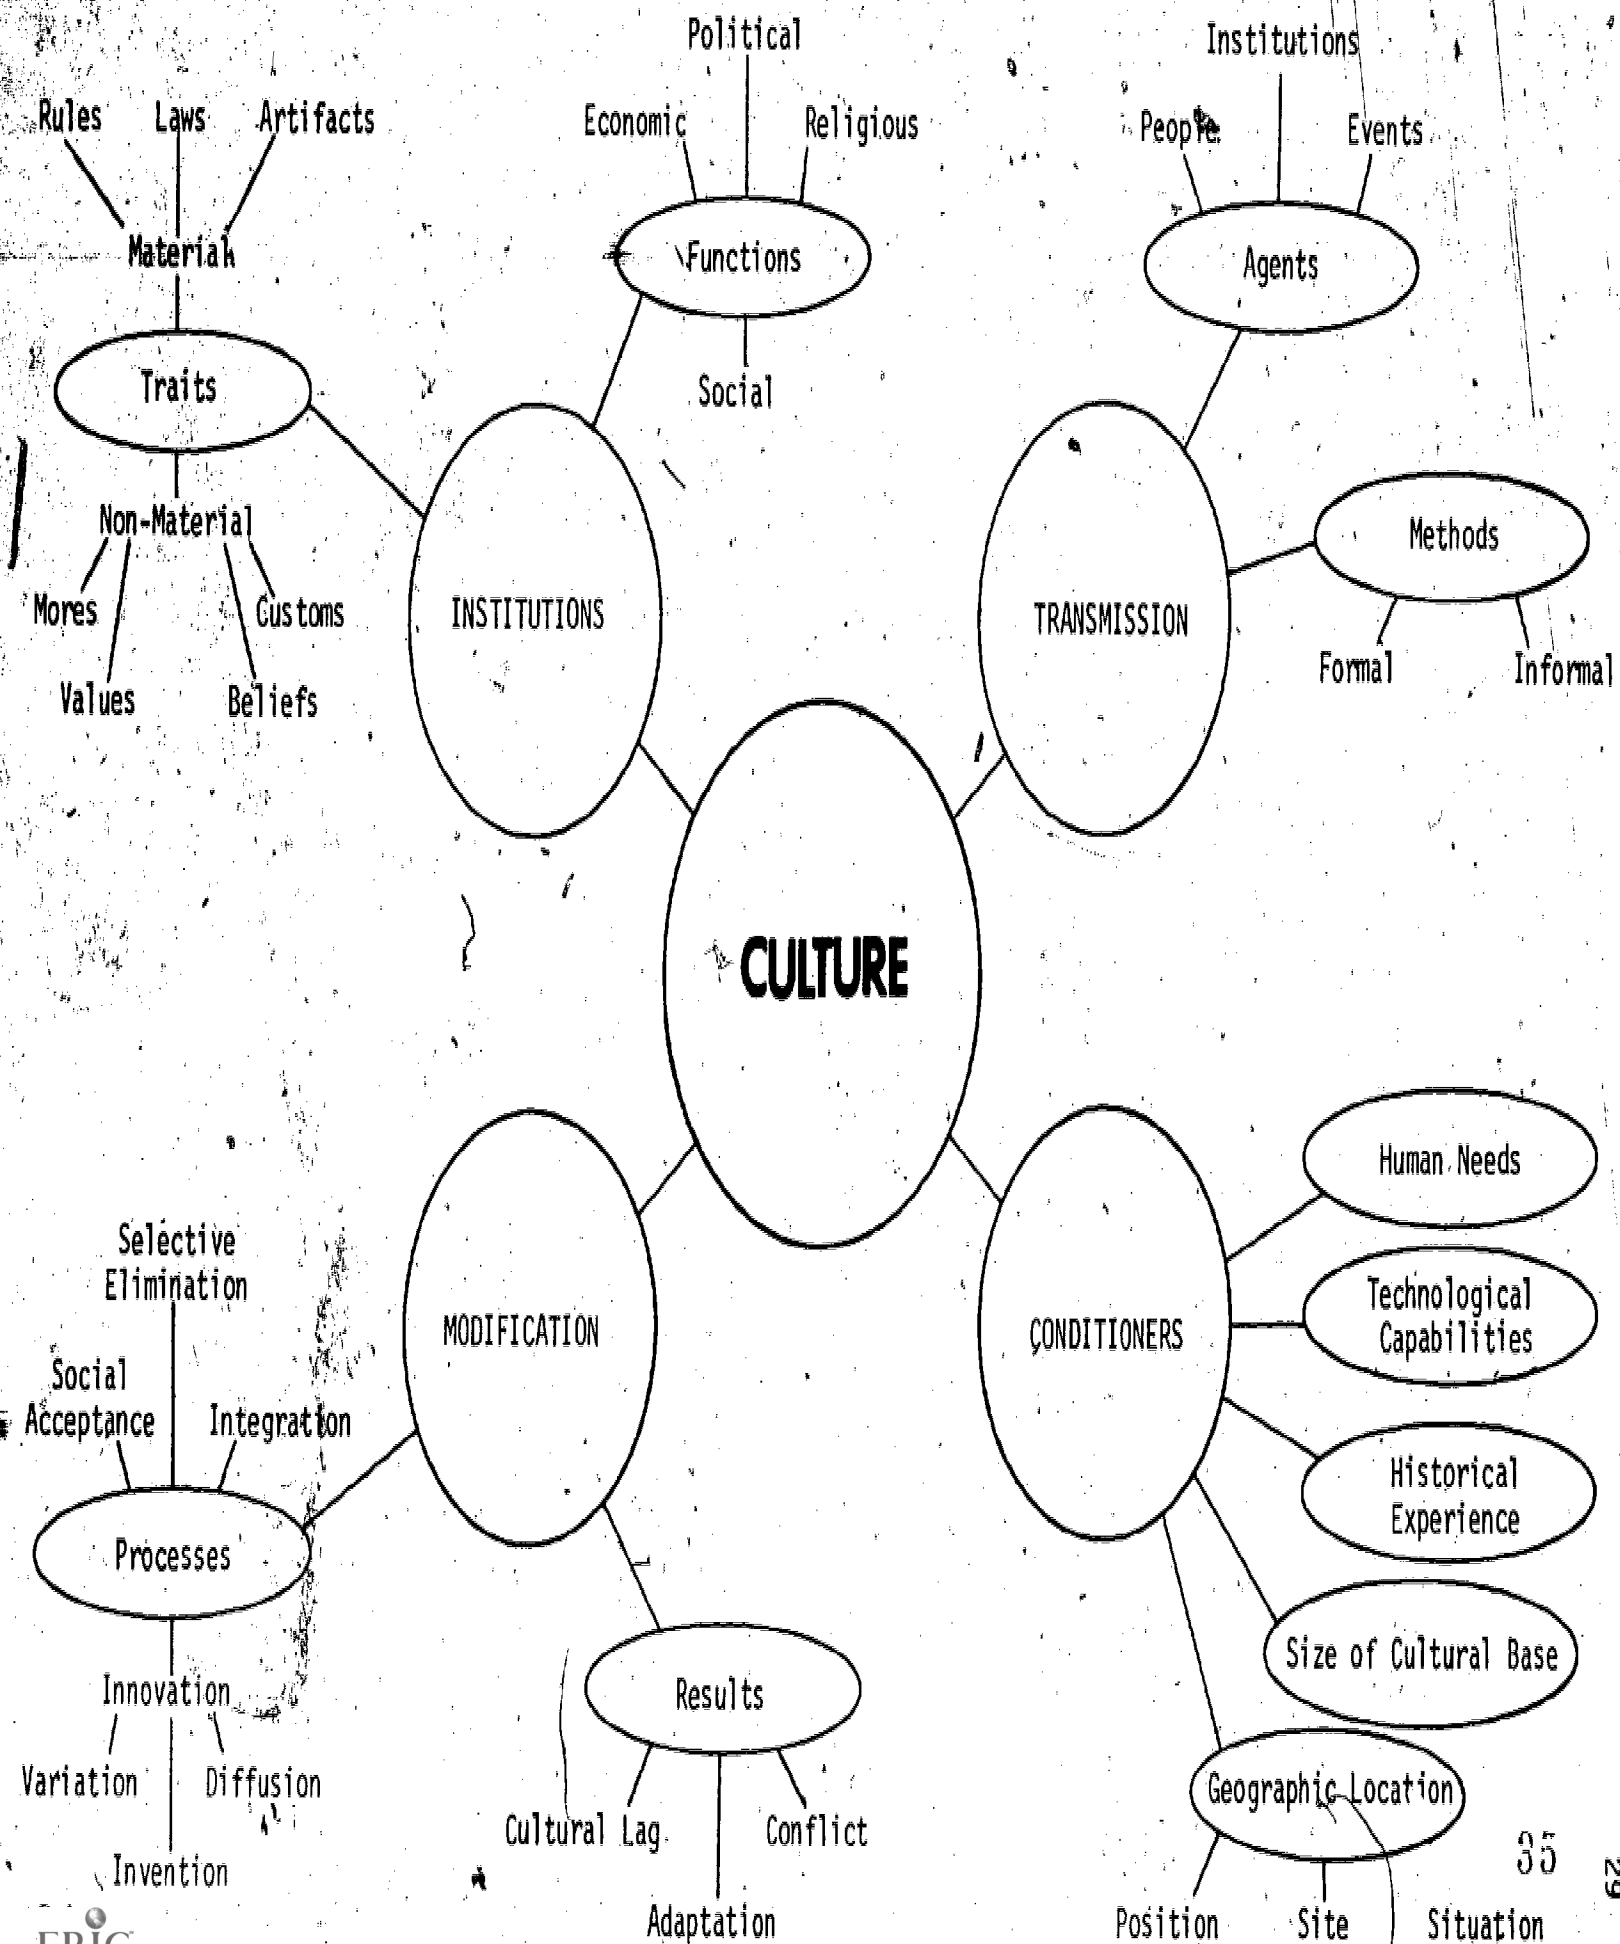 Political
Institutions
Rules Laws Artifacts
Economic Religious
People Events
Material
Functions
Agents
Traits
Social
Non-Material
Methods
Mores Customs
INSTITUTIONS
TRANSMISSION
Formal Informal
Values Beliefs
CULTURE
Human Needs
Selective
Elimination
Technological
Capabilities
MODIFICATION
CONDITIONERS
Social
Acceptance Integration
Historical
Experience
Processes
Size of Cultural Base
Innovation
Results
Variation Diffusion
Geographic Location
Cultural Lag Conflict
Invention
35
29
Adaptation
Position Site Situation
ERIC